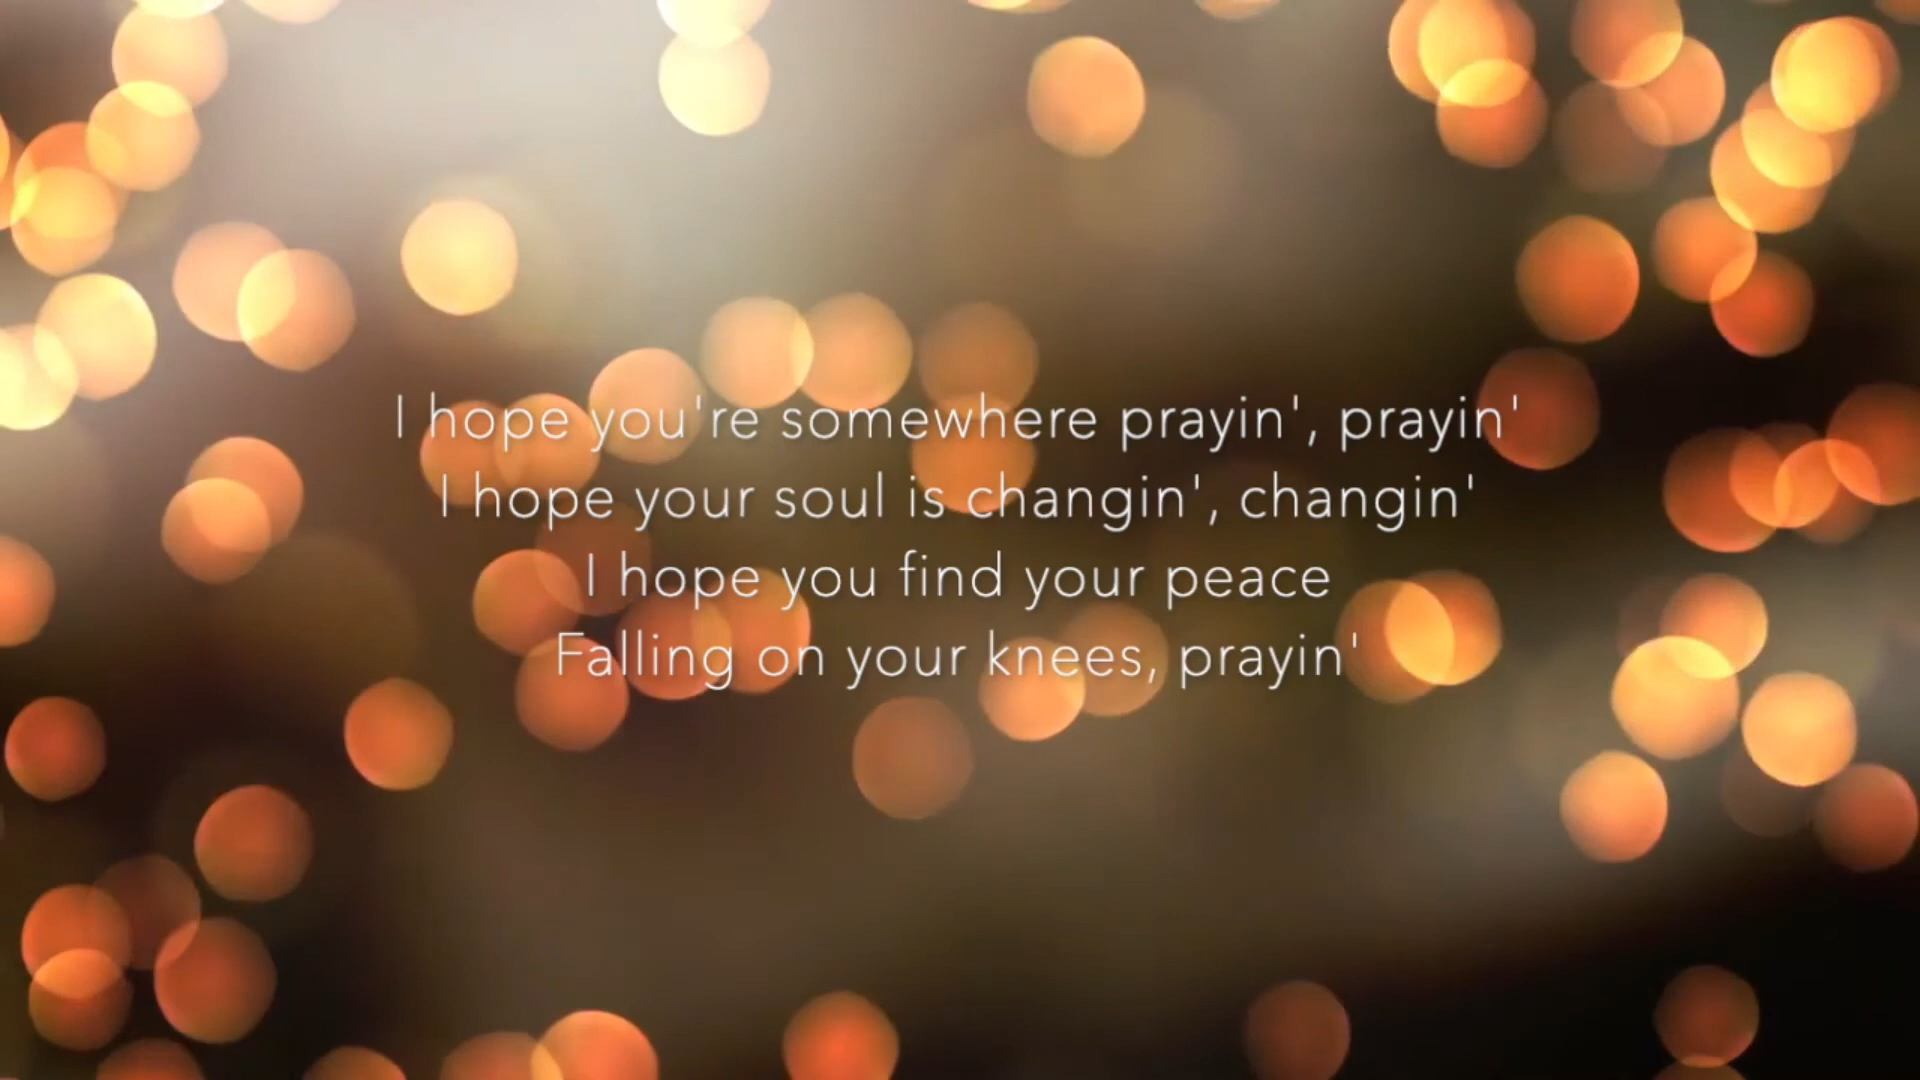 I hope you're somewhere prayin', prayin'
I hope your soul is changin', changin'
I hope you find your peace
Falling on your knees, prayin'